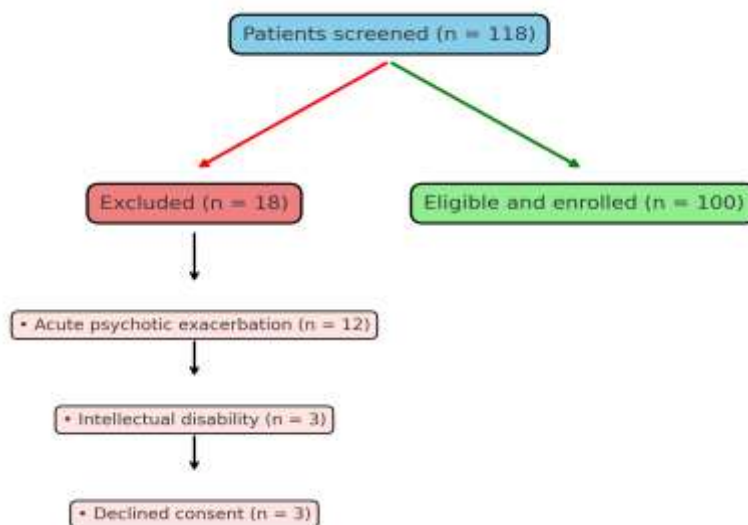 Patients screened (n = 118)
Excluded (n = 18)
Eligible and enrolled (n = 100)
• Acute psychotic exacerbation (n = 12)
• Intellectual disability (n = 3)
• Declined consent (n = 3)